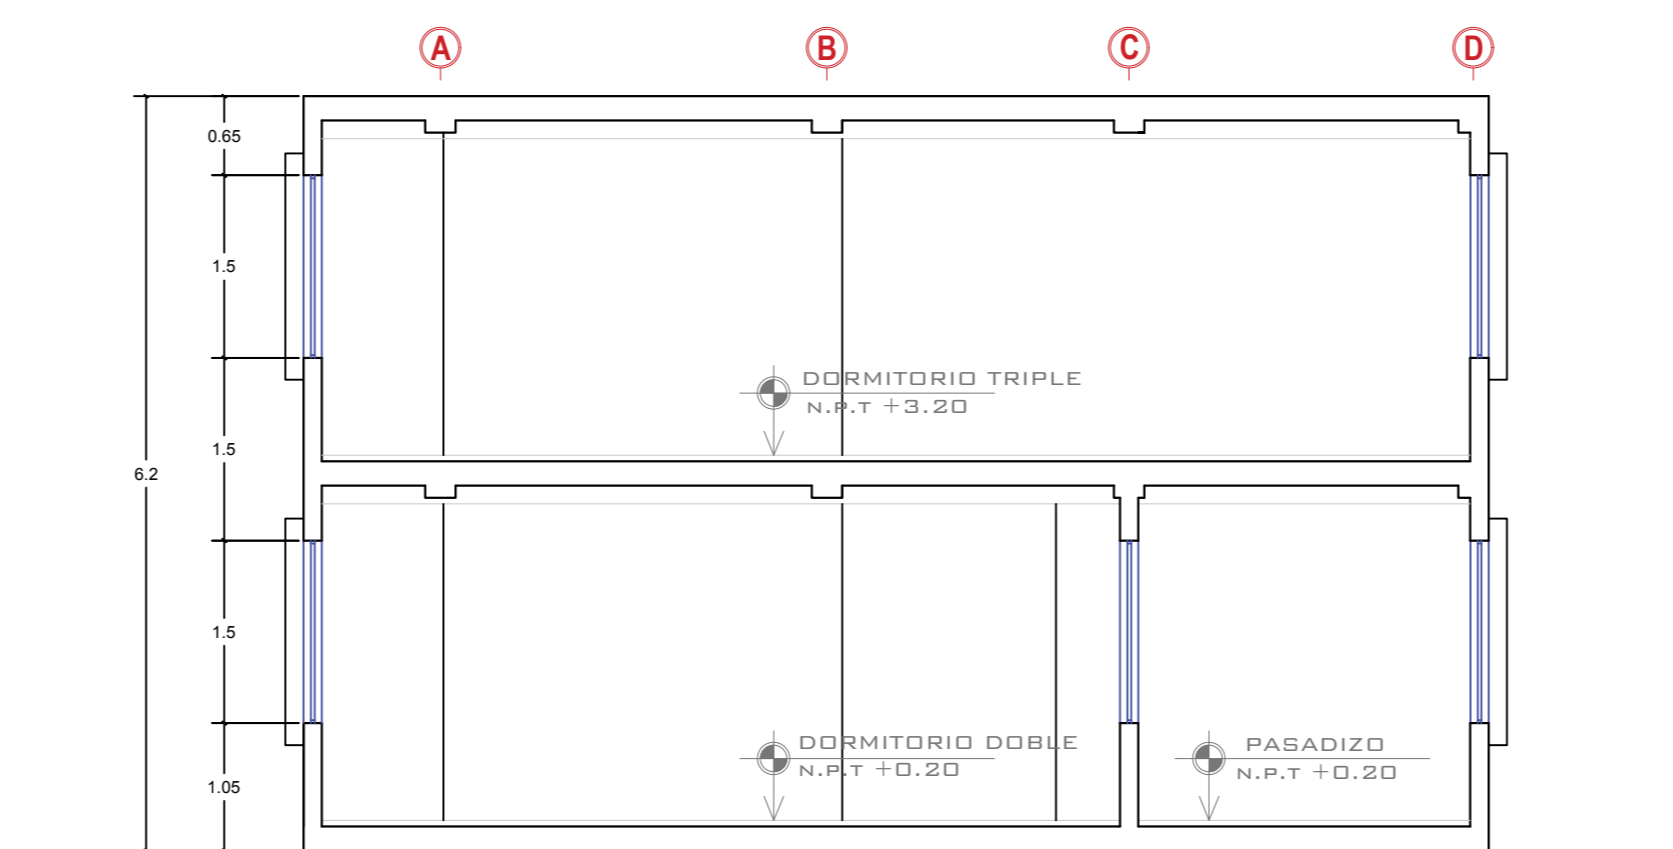 A
B
C
D
0.65
1.5
DORMITORIO TRIPLE
N.P.T +3.20
1.5
6.2
1.5
DORMITORIO DOBLE
N.P.T +0.20
PASADIZO
N.P.T +0.20
1.05